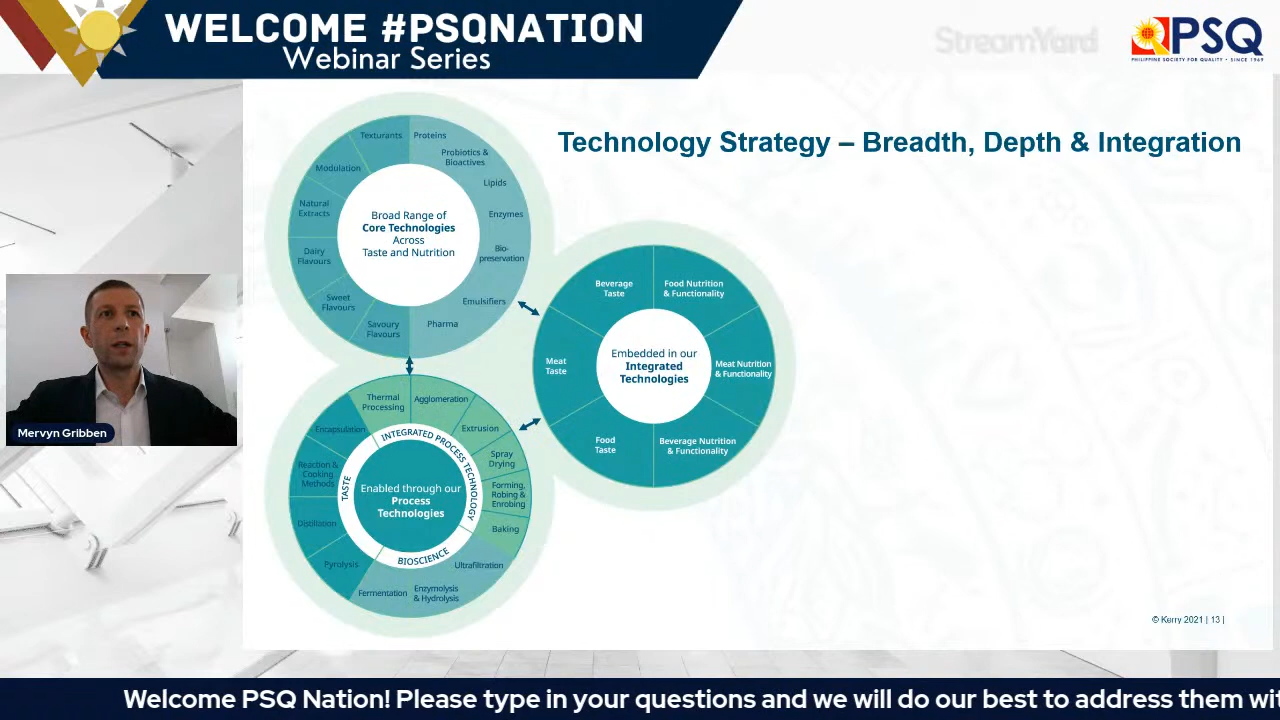 WELCOME #PSQNATION
Webinar Series
StreamYard
PSQ
PHILIPPINE SOCIETY FOR QUALITY • SINCE 1969
Technology Strategy – Breadth, Depth & Integration
Texturants
Proteins
Probiotics &
Bioactives
Modulation
Lipids
Natural
Extracts
Enzymes
Broad Range of
Core Technologies
Across
Taste and Nutrition
Dairy
Flavours
Bio-
preservation
Sweet
Flavours
Emulsifiers
Savoury
Flavours
Pharma
Beverage
Taste
Food Nutrition
& Functionality
Meat
Taste
Embedded in our
Integrated
Technologies
Meat Nutrition
& Functionality
Food
Taste
Beverage Nutrition
& Functionality
Thermal
Processing
Agglomeration
Encapsulation
Extrusion
INTEGRATED PROCESS TECHNOLOGY
Spray
Drying
Reaction &
Cooking
Methods
TASTE
Enabled through our
Process
Technologies
Forming,
Robing &
Enrobing
Distillation
Baking
BIOSCIENCE
Pyrolysis
Ultrafiltration
Fermentation
Enzymolysis
& Hydrolysis
Mervyn Gribben
© Kerry 2021 | 13 |
Welcome PSQ Nation! Please type in your questions and we will do our best to address them wit